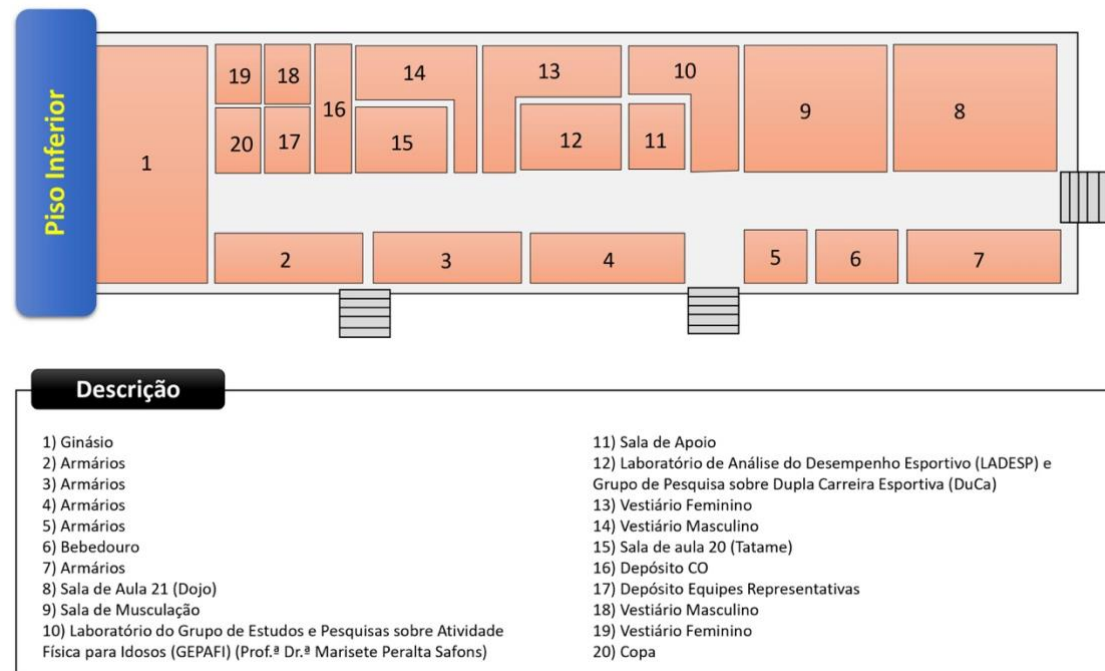 Piso Inferior
19
18
14
13
10
16
9
8
20
17
15
12
11
1
2
3
4
5
6
7
Descrição
1) Ginásio
2) Armários
3) Armários
4) Armários
5) Armários
6) Bebedouro
7) Armários
8) Sala de Aula 21 (Dojo)
9) Sala de Musculação
10) Laboratório do Grupo de Estudos e Pesquisas sobre Atividade
Física para Idosos (GEPAFI) (Prof.ª Dr.ª Marisete Peralta Safons)
11) Sala de Apoio
12) Laboratório de Análise do Desempenho Esportivo (LADESP) e
Grupo de Pesquisa sobre Dupla Carreira Esportiva (DuCa)
13) Vestiário Feminino
14) Vestiário Masculino
15) Sala de aula 20 (Tatame)
16) Depósito CO
17) Depósito Equipes Representativas
18) Vestiário Masculino
19) Vestiário Feminino
20) Copa